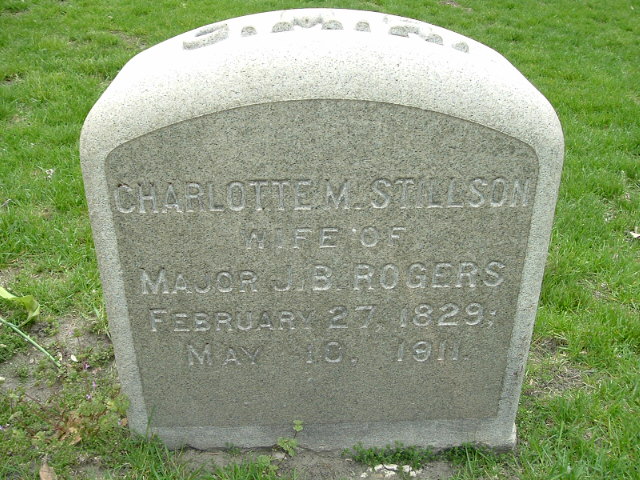 CHARLOTTE M. STILLSON
WIFE OF
MAJOR J.B. ROGERS
FEBRUARY 27, 1829;
MAY 10, 1911.